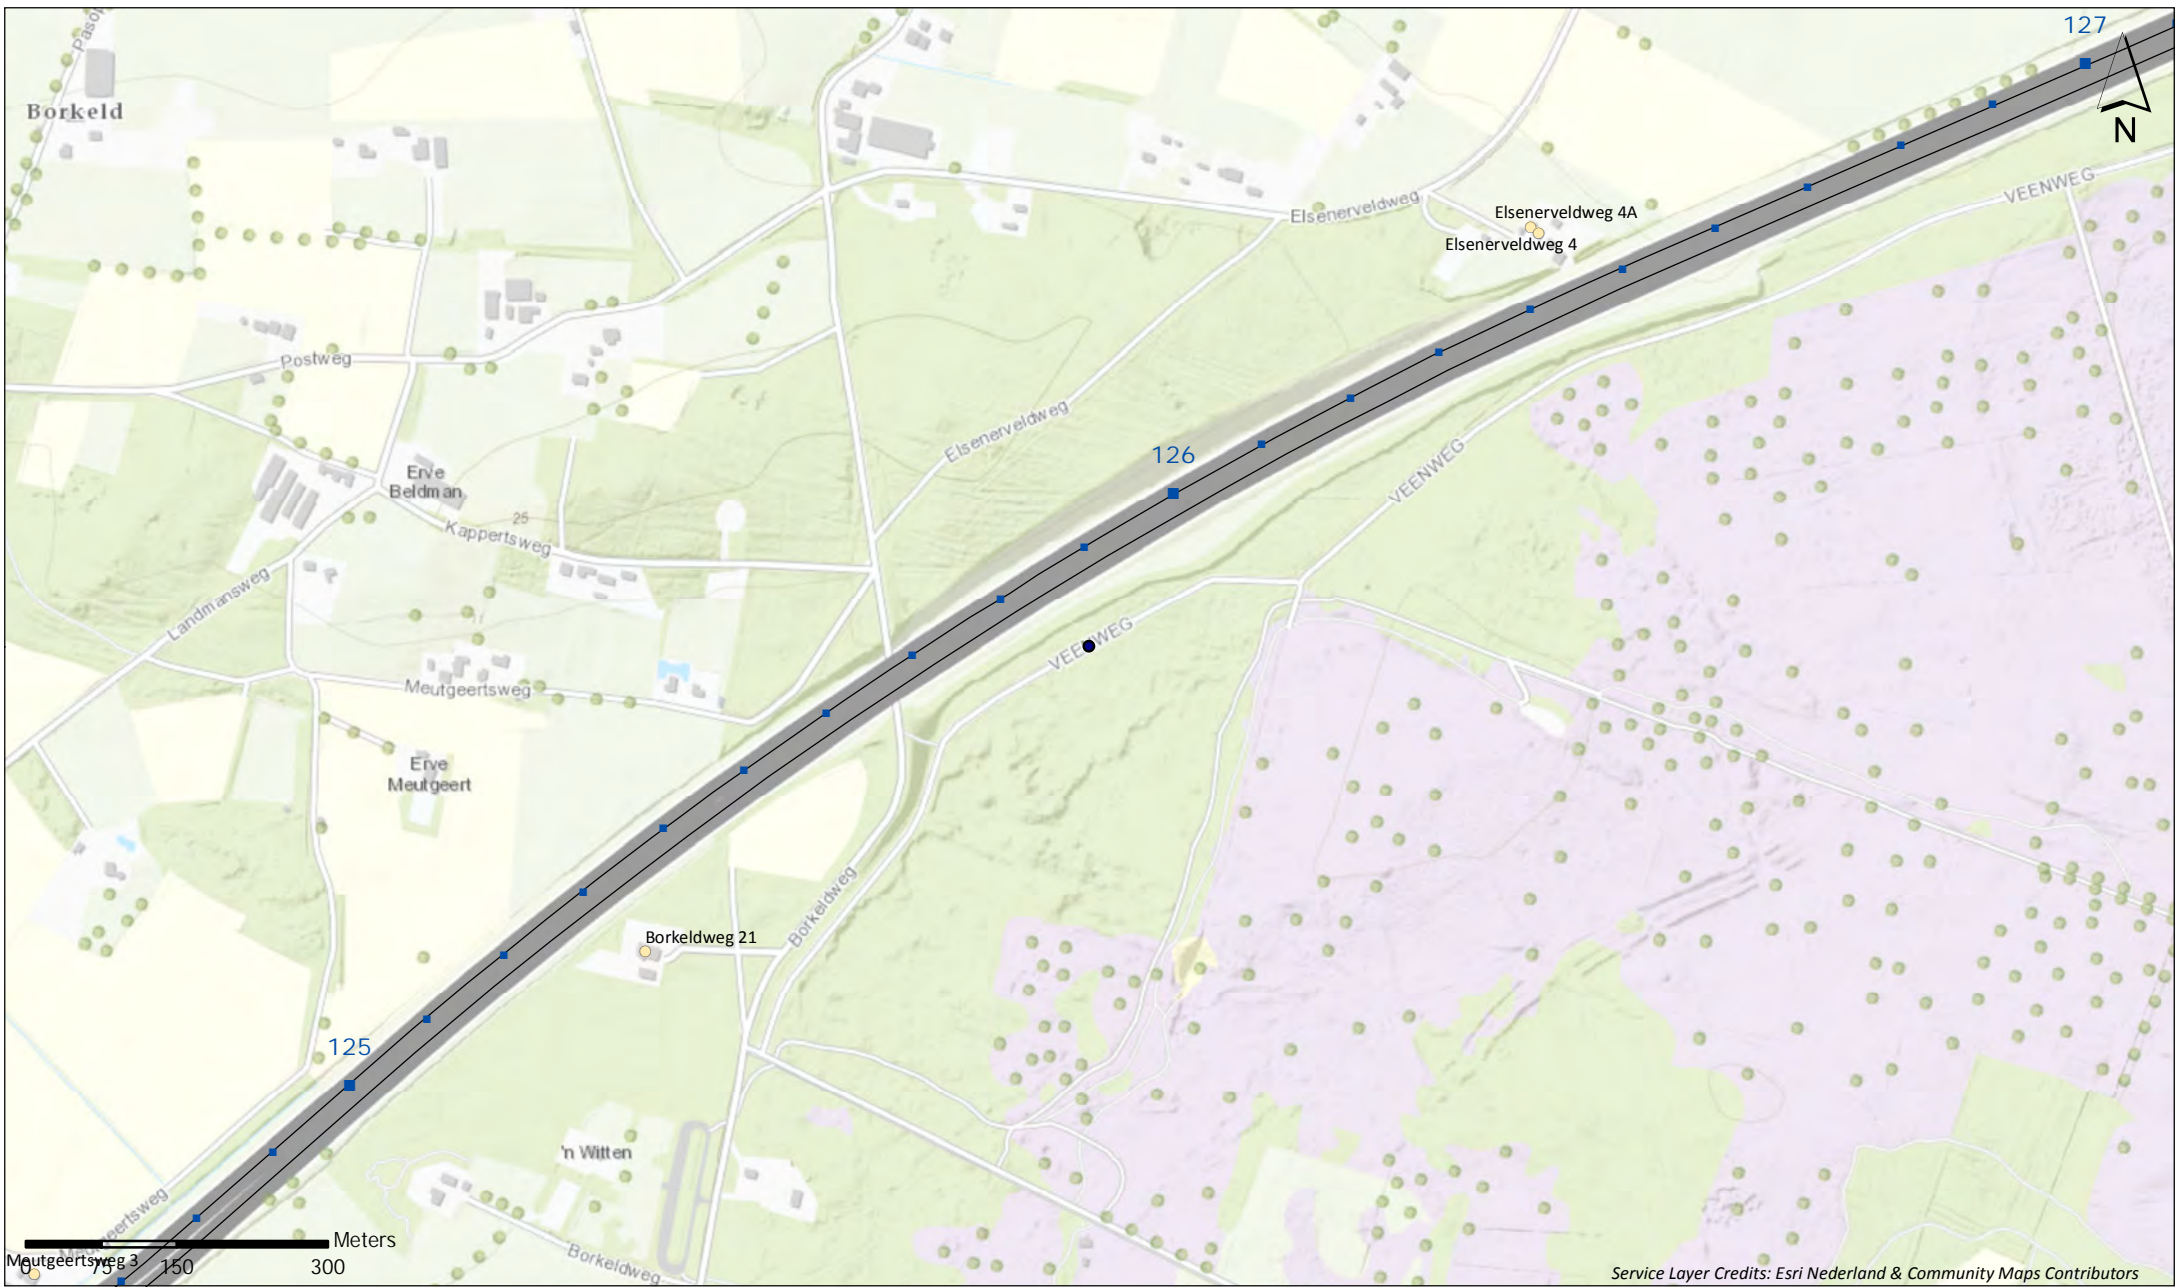 127
Borkeld
N
VEENWEG
Elsenerveldweg
Elsenerveldweg 4A
Elsenerveldweg 4
Postweg
Elsenerveldweg
126
VEENWEG
Erve
Beldman
25
Kappertsweg
Landmansweg
VEENWEG
Meutgeertsweg
Erve
Meutgeert
Borkeldweg
Borkeldweg 21
125
'n Witten
Meutgeertsweg
Meters
Borkeldweg
Meutgeertsweg 3
0 75 150 300
Service Layer Credits: Esri Nederland & Community Maps Contributors